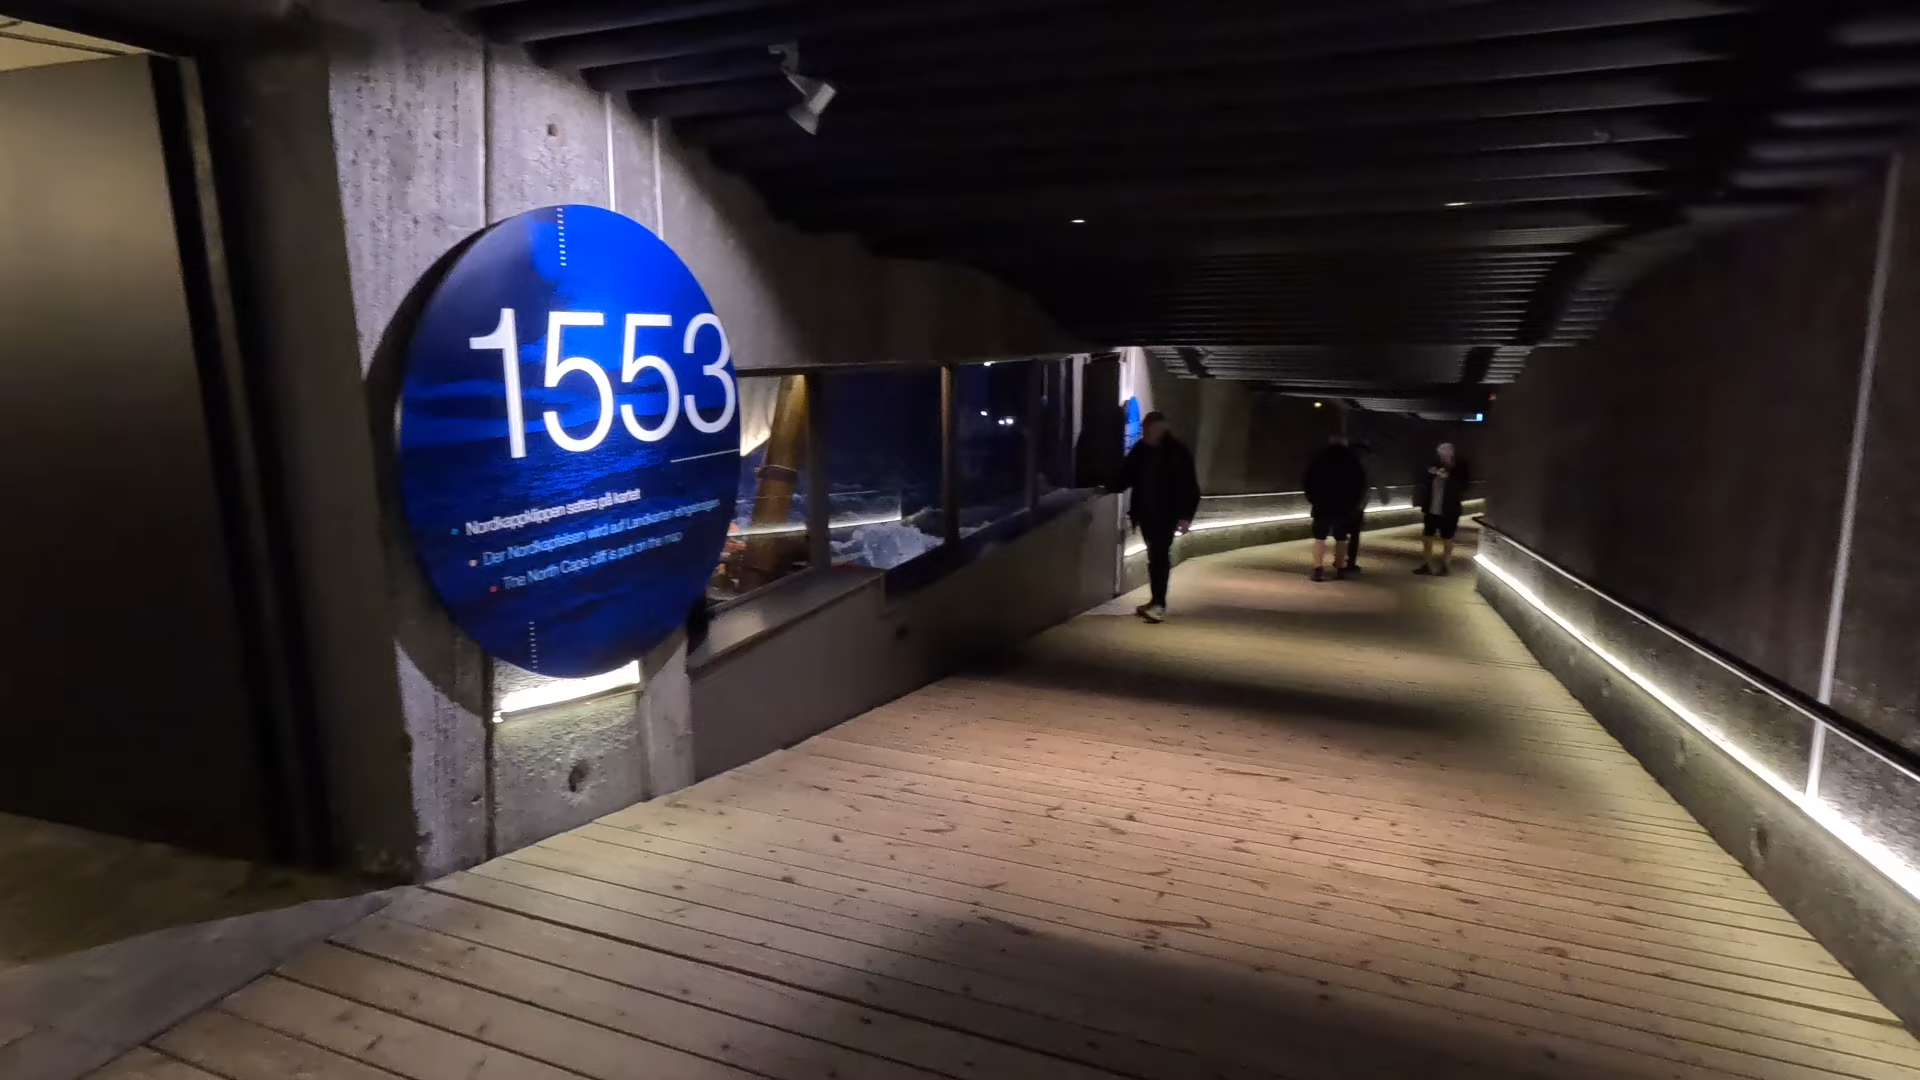 1553
Nordkappklippen settes på kartet
Der Nordkapfelsen wird auf Landkarten eingetragen
The North Cape cliff is put on the map